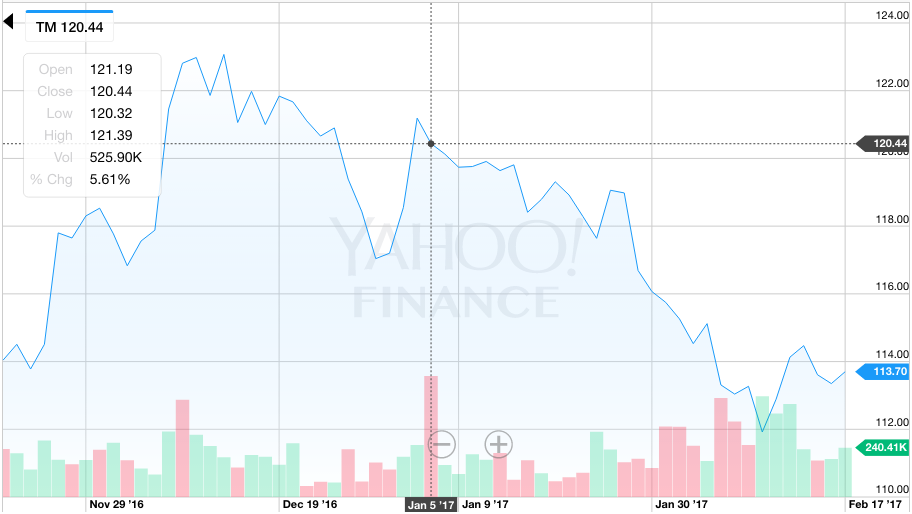 TM 120.44
Open 121.19
Close 120.44
Low 120.32
High 121.39
Vol 525.90K
% Chg 5.61%
124.00
122.00
120.44
120.00
118.00
116.00
114.00
113.70
112.00
240.41K
110.00
YAHOO!
FINANCE
Nov 29 '16
Dec 19 '16
Jan 5 '17
Jan 9 '17
Jan 30 '17
Feb 17 '17